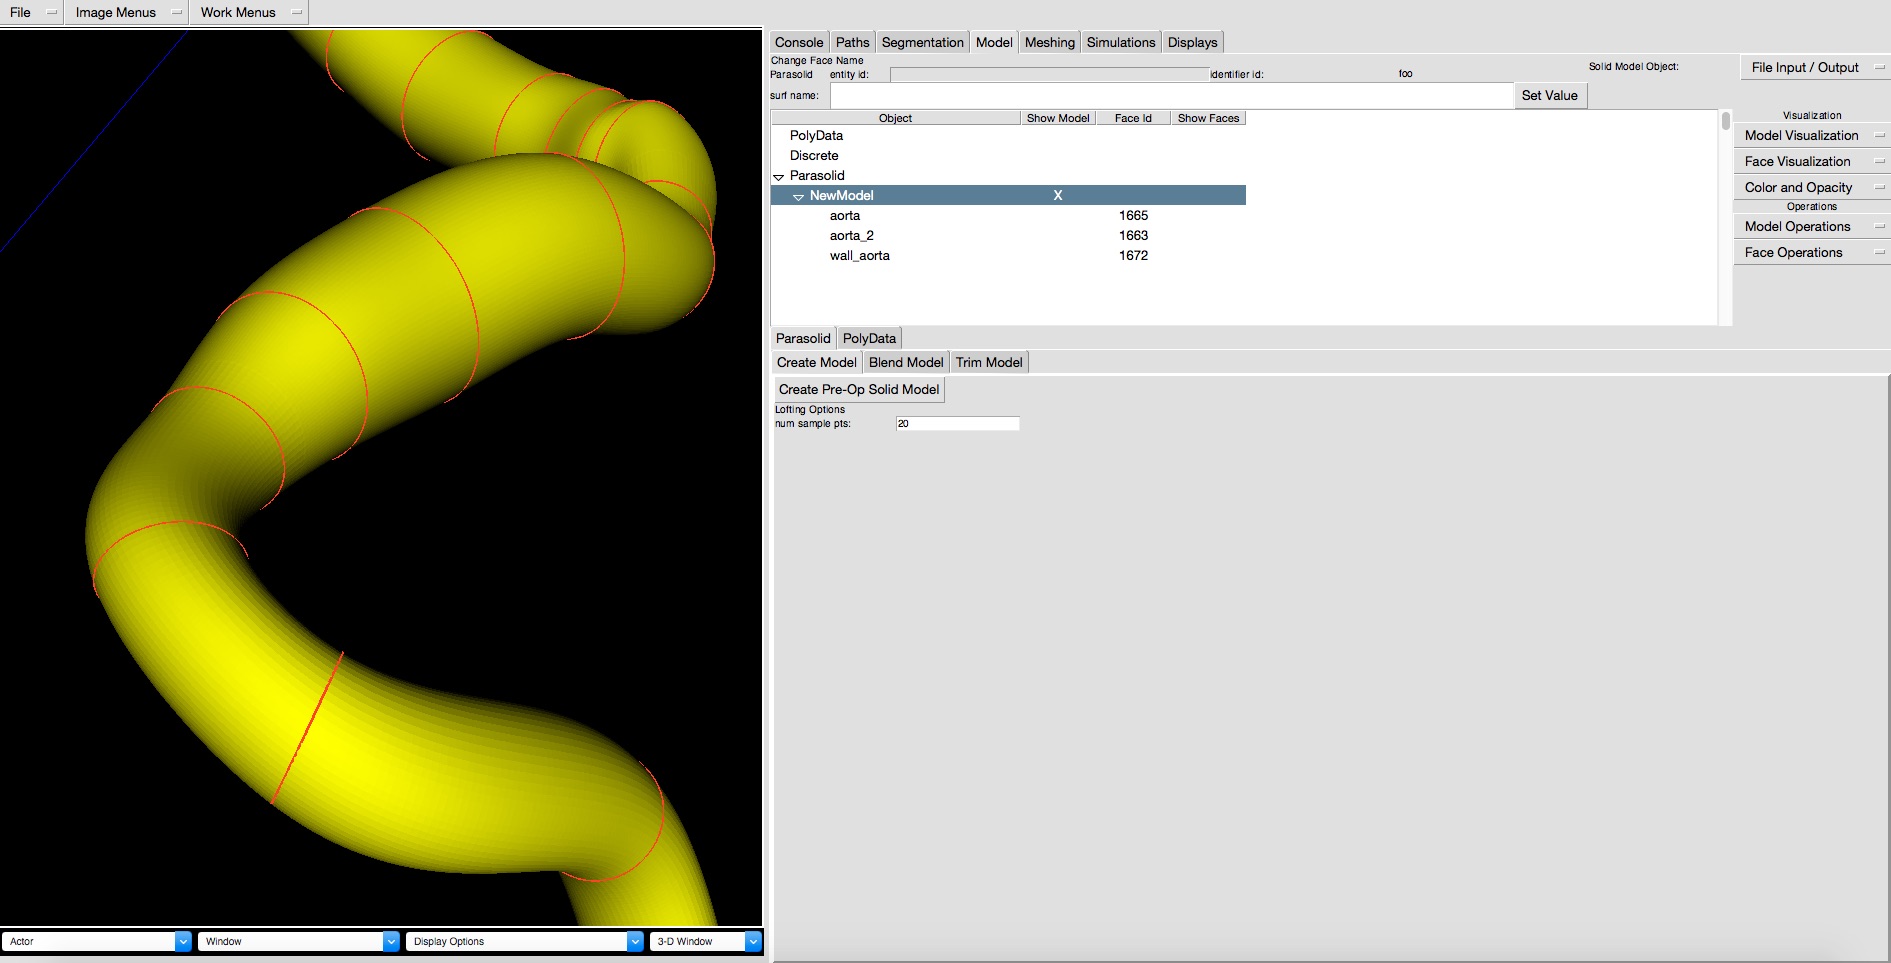 File Image Menus Work Menus
Console Paths Segmentation Model Meshing Simulations Displays
Change Face Name
Parasolid entity id: identifier id: foo Solid Model Object:
surf name: Set Value
File Input / Output
Visualization
Model Visualization
Face Visualization
Color and Opacity
Operations
Model Operations
Face Operations
Object Show Model Face Id Show Faces
PolyData
Discrete
Parasolid
NewModel X
aorta 1665
aorta_2 1663
wall_aorta 1672
Parasolid PolyData
Create Model Blend Model Trim Model
Create Pre-Op Solid Model
Lofting Options
num sample pts: 20
Actor Window Display Options 3-D Window